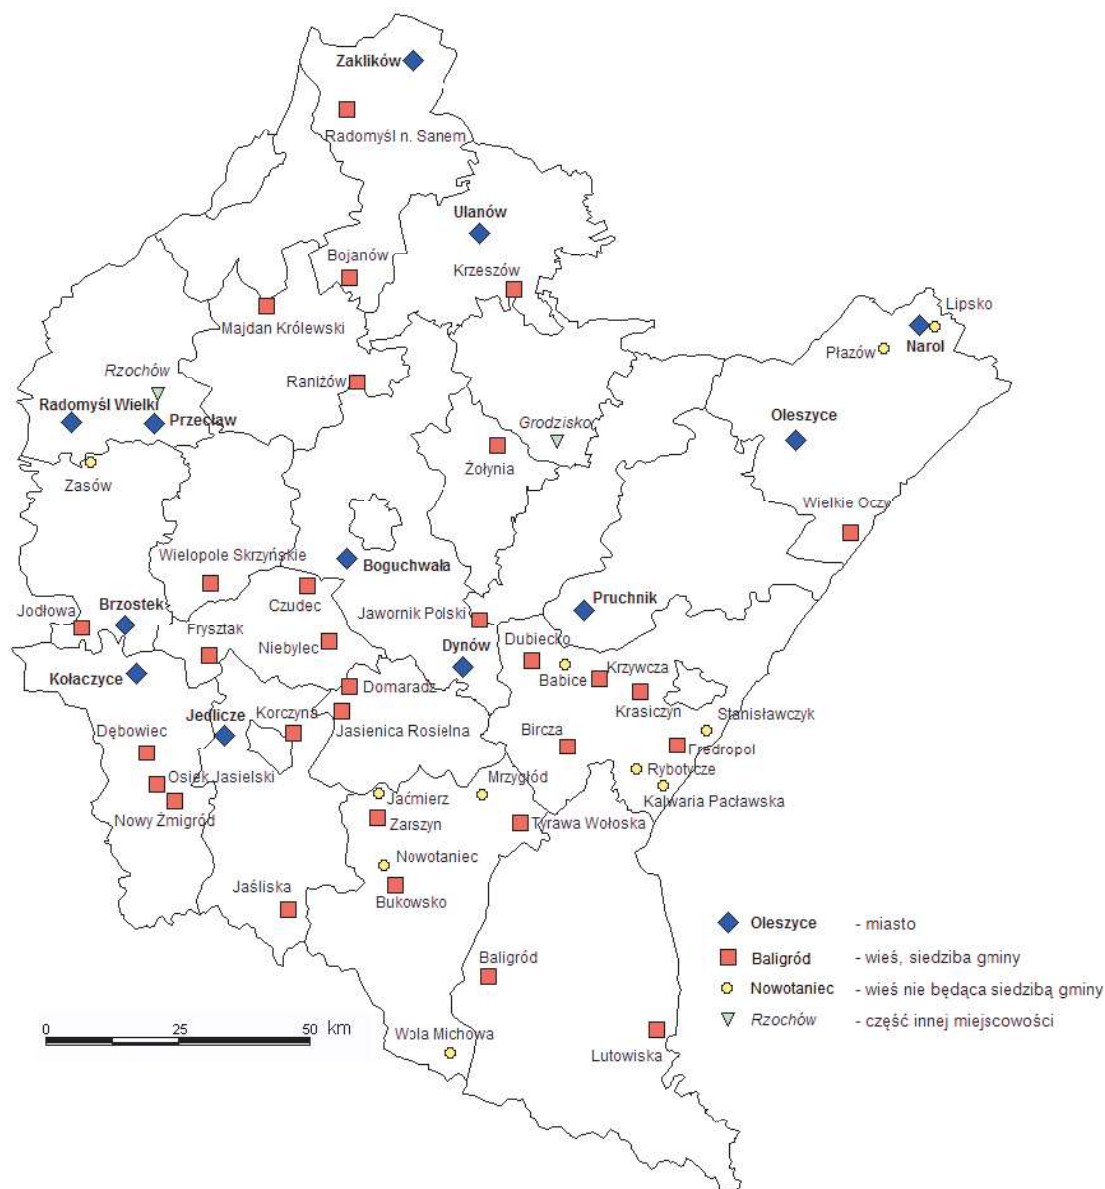 Zaklików
Radomyśl n. Sanem
Ulanów
Bojanów
Krzeszów
Lipsko
Majdan Królewski
Narol
Płazów
Rzochów
Raniżów
Radomyśl Wielki
Przecław
Oleszyce
Grodzisko
Żołynia
Zasów
Wielkie Oczy
Wielopole Skrzyńskie
Boguchwała
Czudec
Brzostek
Pruchnik
Jodłowa
Jawornik Polski
Frysztak
Niebylec
Dynów
Dubiecko
Babice
Krzywcza
Kołaczyce
Domaradz
Krasiczyn
Jedlicze
Korczyna
Stanisławczyk
Dębowiec
Jasienica Rosielna
Bircza
Fredropol
Osiek Jasielski
Mrzygłód
Rybotycze
Jaćmierz
Kalwaria Pacławska
Nowy Żmigród
Zarszyn
Tyrawa Wołoska
Nowotaniec
Jaśliska
Bukowsko
Baligród
Wola Michowa
Lutowiska
Oleszyce - miasto
Baligród - wieś, siedziba gminy
Nowotaniec - wieś nie będąca siedzibą gminy
Rzochów - część innej miejscowości
0 25 50 km